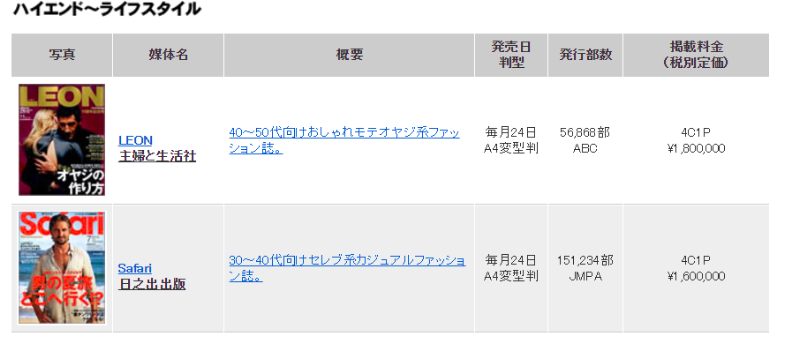 ハイエンド～ライフスタイル
写真
媒体名
概要
発売日
判型
発行部数
掲載料金
(税別定価)
LEON
オヤジの
作り方
LEON
主婦と生活社
40～50代向けおしゃれモテオヤジ系ファッ
ション誌。
毎月24日
A4変型判
56,868部
ABC
4C1P
¥1,800,000
Safari
男の夏旅
どこへ行く?
Safari
日之出出版
30～40代向けセレブ系カジュアルファッショ
ン誌。
毎月24日
A4変型判
151,234部
JMPA
4C1P
¥1,600,000